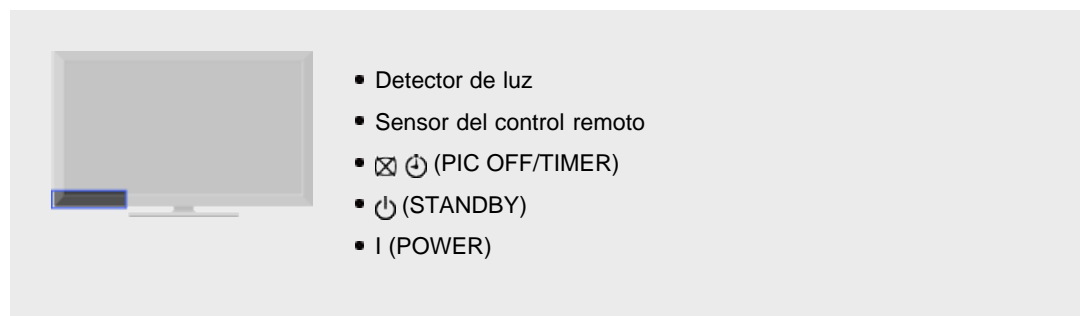 • Detector de luz
• Sensor del control remoto
• (PIC OFF/TIMER)
• (STANDBY)
• I (POWER)